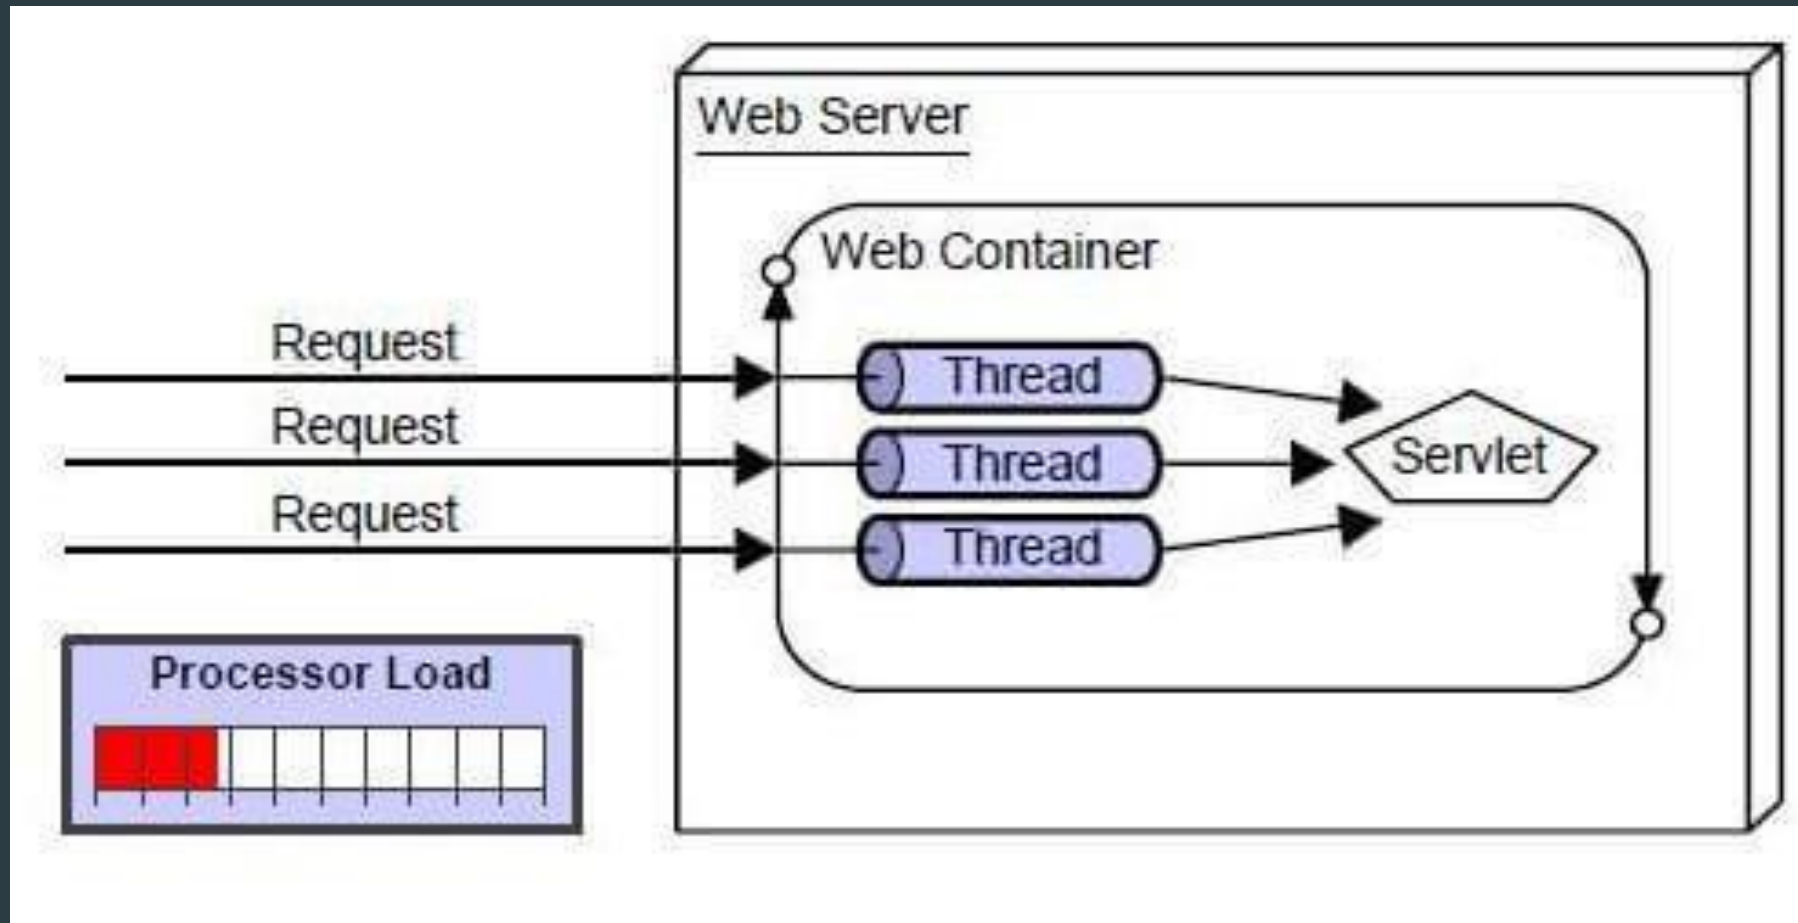 Web Server
Web Container
Request
Thread
Request
Thread
Servlet
Request
Thread
Processor Load